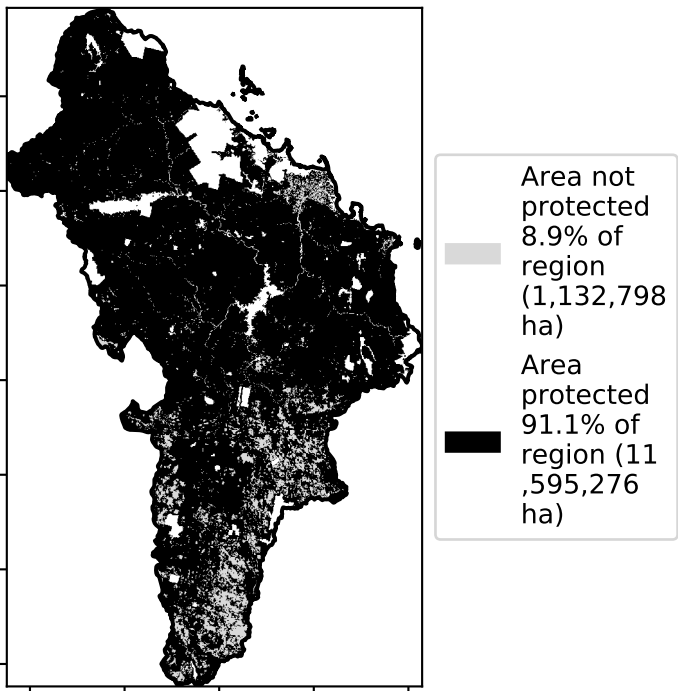 Area not
protected
8.9% of
region
(1,132,798
ha)
Area
protected
91.1% of
region (11
,595,276
ha)